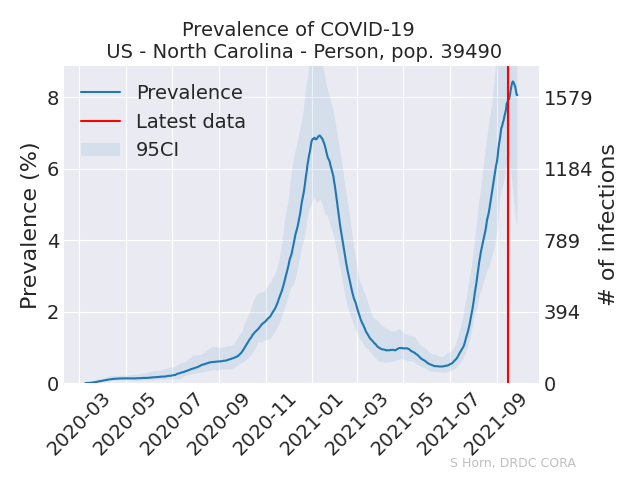 Prevalence of COVID-19
US - North Carolina - Person, pop. 39490
Prevalence
Latest data
95CI
Prevalence (%)
0
2
4
6
8
# of infections
0
394
789
1184
1579
2020-03
2020-05
2020-07
2020-09
2020-11
2021-01
2021-03
2021-05
2021-07
2021-09
S Horn, DRDC CORA